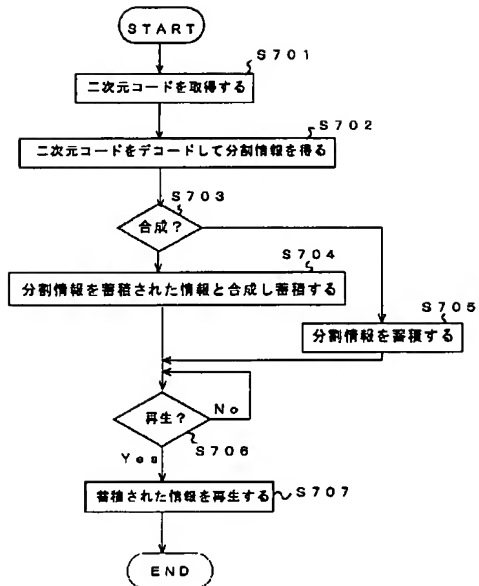 START
S701
二次元コードを取得する
S702
二次元コードをデコードして分割情報を得る
S703
合成？
S704
分割情報を蓄積された情報と合成し蓄積する
S705
分割情報を蓄積する
再生？
No
S706
Yes
蓄積された情報を再生する
S707
END